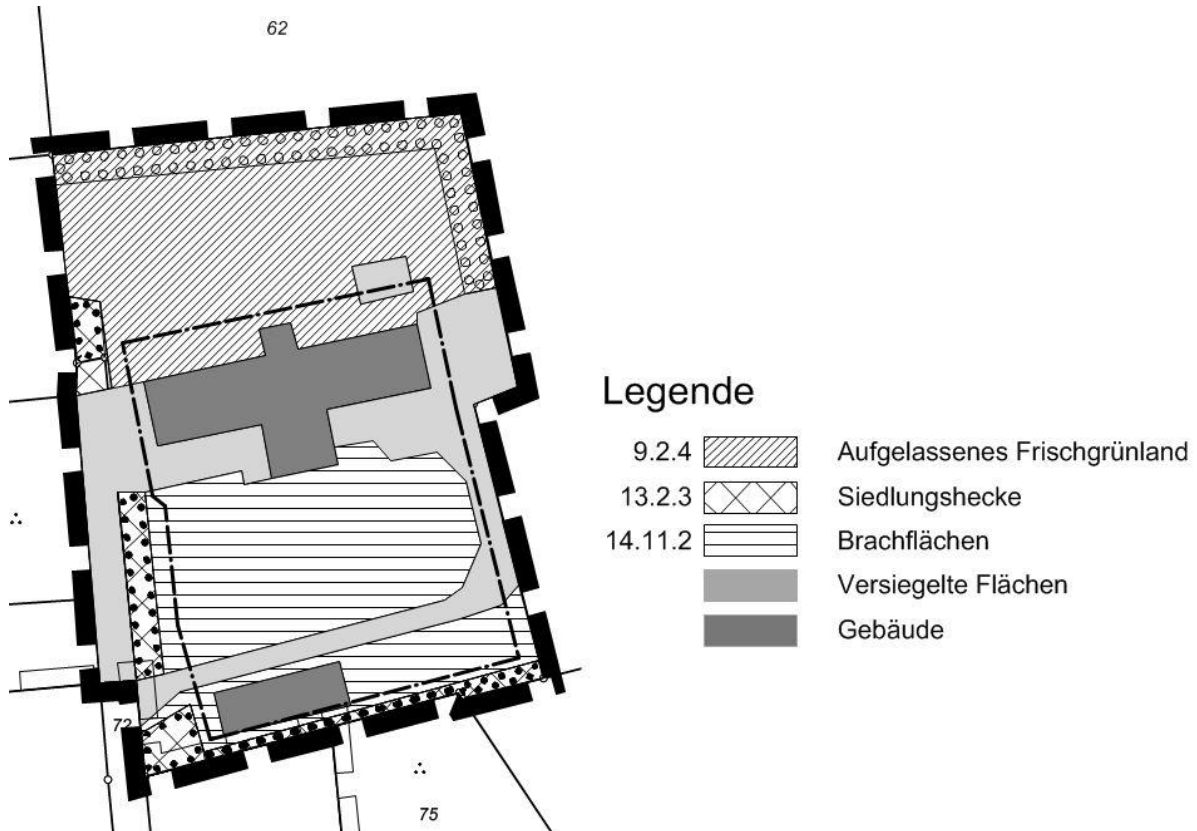 62
Legende
9.2.4 Aufgelassenes Frischgrünland
13.2.3 Siedlungshecke
14.11.2 Brachflächen
Versiegelte Flächen
Gebäude
72
75